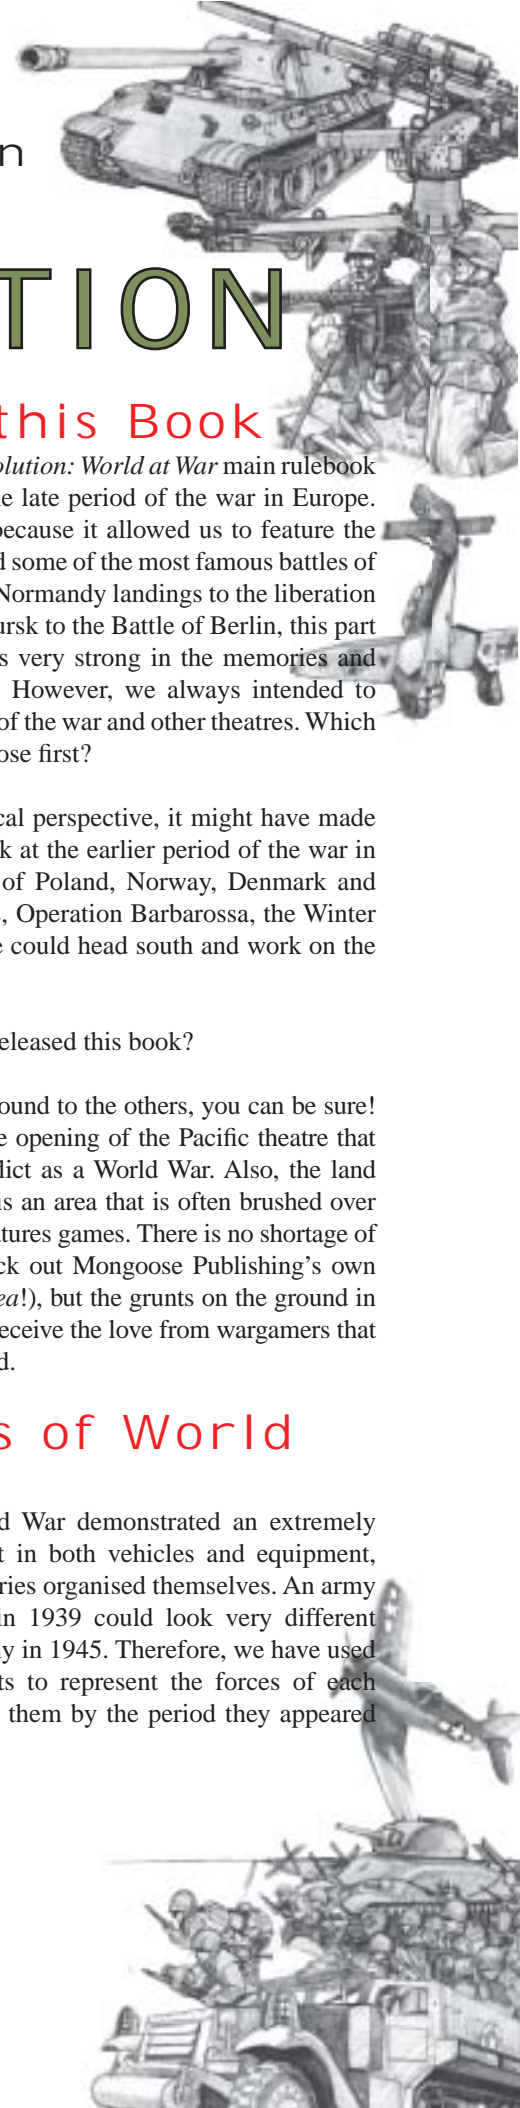 n
TION
this Book
olution: World at War main rulebook
e late period of the war in Europe.
because it allowed us to feature the
d some of the most famous battles of
Normandy landings to the liberation
ursk to the Battle of Berlin, this part
s very strong in the memories and
. However, we always intended to
of the war and other theatres. Which
ose first?
cal perspective, it might have made
k at the earlier period of the war in
of Poland, Norway, Denmark and
, Operation Barbarossa, the Winter
e could head south and work on the
eleased this book?
ound to the others, you can be sure!
e opening of the Pacific theatre that
lict as a World War. Also, the land
is an area that is often brushed over
atures games. There is no shortage of
ck out Mongoose Publishing’s own
ea!), but the grunts on the ground in
eceive the love from wargamers that
d.
s of World
d War demonstrated an extremely
t in both vehicles and equipment,
ries organised themselves. An army
in 1939 could look very different
ny in 1945. Therefore, we have used
ts to represent the forces of each
them by the period they appeared